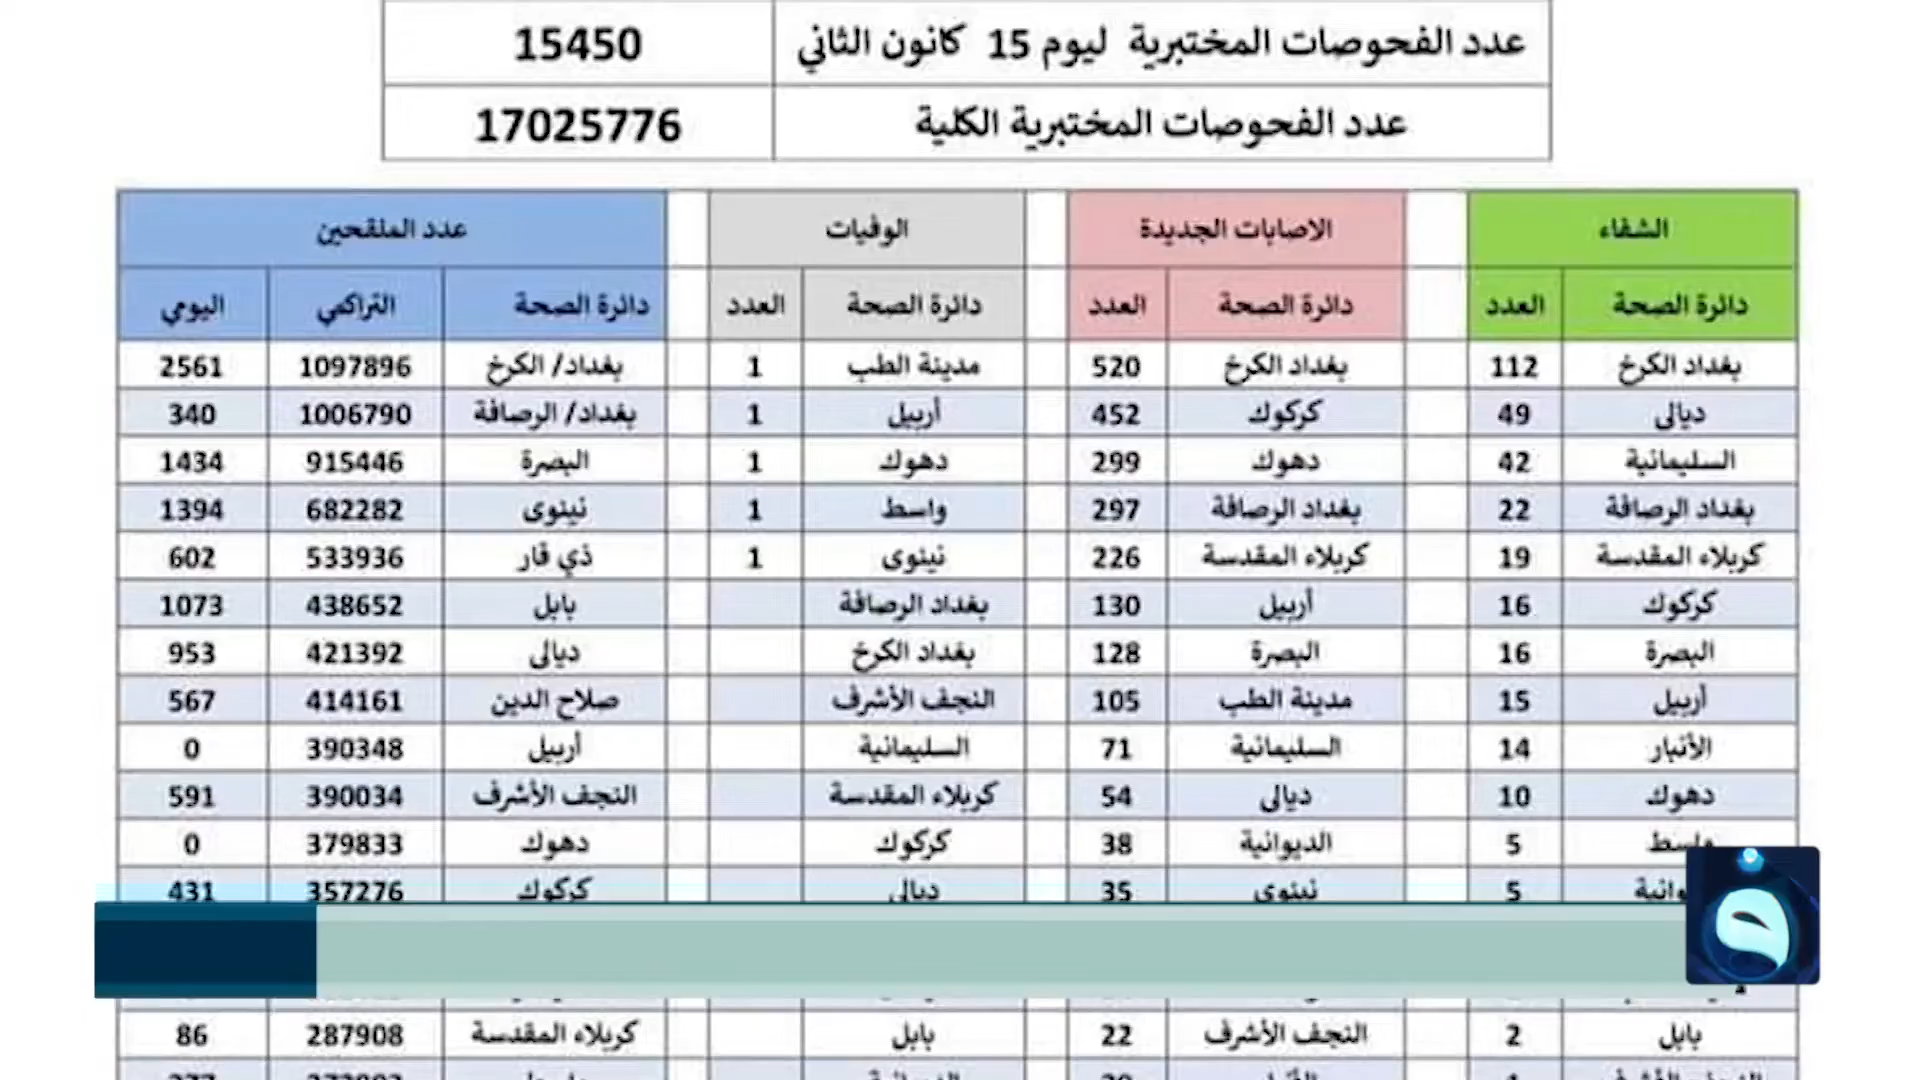 عدد الفحوصات المختبرية ليوم 15 كانون الثاني 15450
عدد الفحوصات المختبرية الكلية 17025776
الشفاء الاصابات الجديدة الوفيات عدد الملقحين
دائرة الصحة العدد دائرة الصحة العدد دائرة الصحة العدد دائرة الصحة التراكمي اليومي
بغداد الكرخ 112 بغداد الكرخ 520 مدينة الطب 1 بغداد/ الكرخ 1097896 2561
ديالى 49 كركوك 452 أربيل 1 بغداد/ الرصافة 1006790 340
السليمانية 42 دهوك 299 دهوك 1 البصرة 915446 1434
بغداد الرصافة 22 بغداد الرصافة 297 واسط 1 نينوى 682282 1394
كربلاء المقدسة 19 كربلاء المقدسة 226 نينوى 1 ذي قار 533936 602
كركوك 16 أربيل 130 بغداد الرصافة بابل 438652 1073
البصرة 16 البصرة 128 بغداد الكرخ ديالى 421392 953
أربيل 15 مدينة الطب 105 النجف الأشرف صلاح الدين 414161 567
الأنبار 14 السليمانية 71 السليمانية أربيل 390348 0
دهوك 10 ديالى 54 كربلاء المقدسة النجف الأشرف 390034 591
واسط 5 الديوانية 38 كركوك دهوك 379833 0
5 نينوى 35 ديالى كركوك 357276 431
بابل 2 النجف الأشرف 22 بابل كربلاء المقدسة 287908 86